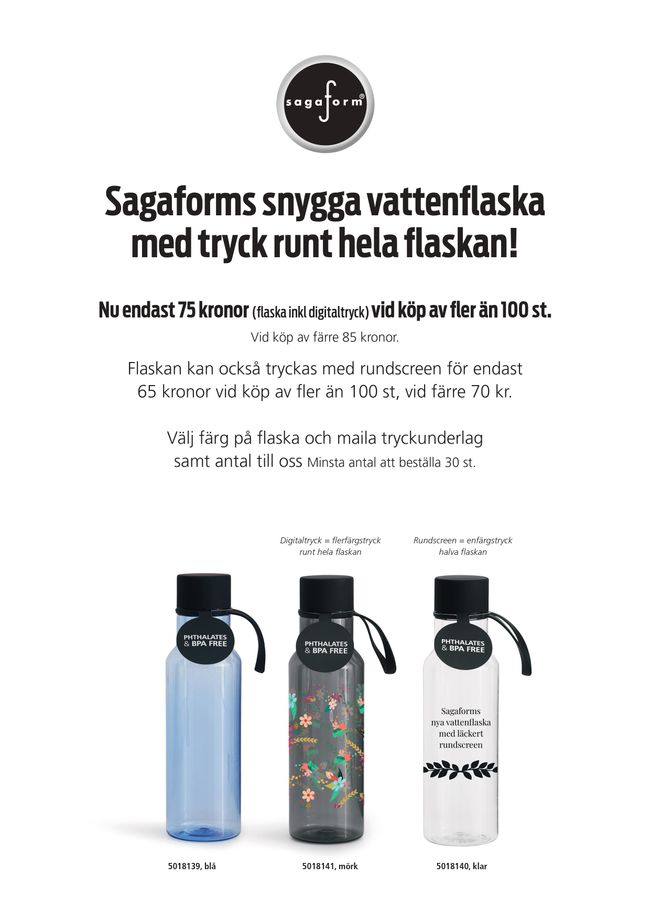 sagaform®
Sagaforms snygga vattenflaska
med tryck runt hela flaskan!
Nu endast 75 kronor (flaska inkl digitaltryck) vid köp av fler än 100 st.
Vid köp av färre 85 kronor.
Flaskan kan också tryckas med rundscreen för endast
65 kronor vid köp av fler än 100 st, vid färre 70 kr.
Välj färg på flaska och maila tryckunderlag
samt antal till oss Minsta antal att beställa 30 st.
Digitaltryck = flerfärgstryck
runt hela flaskan
Rundscreen = enfärgstryck
halva flaskan
PHTHALATES
& BPA FREE
PHTHALATES
& BPA FREE
PHTHALATES
& BPA FREE
Sagaforms
nya vattenflaska
med läckert
rundscreen
5018139, blå
5018141, mörk
5018140, klar